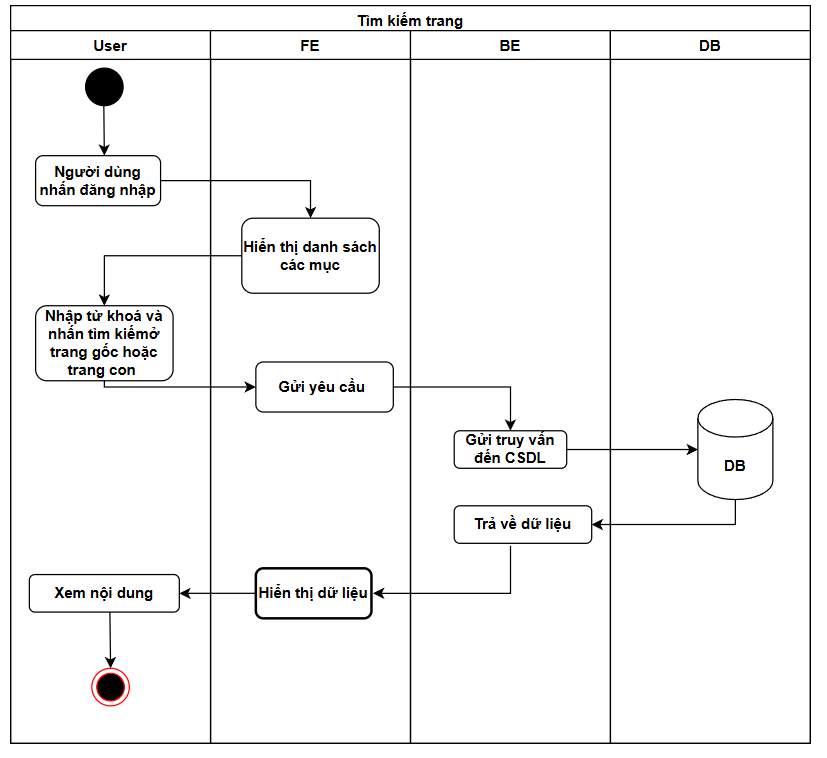 Tìm kiếm trang
User
FE
BE
DB
Người dùng
nhấn đăng nhập
Hiển thị danh sách
các mục
Nhập từ khoá và
nhấn tìm kiếmở
trang gốc hoặc
trang con
Gửi yêu cầu
Gửi truy vấn
đến CSDL
DB
Trả về dữ liệu
Hiển thị dữ liệu
Xem nội dung